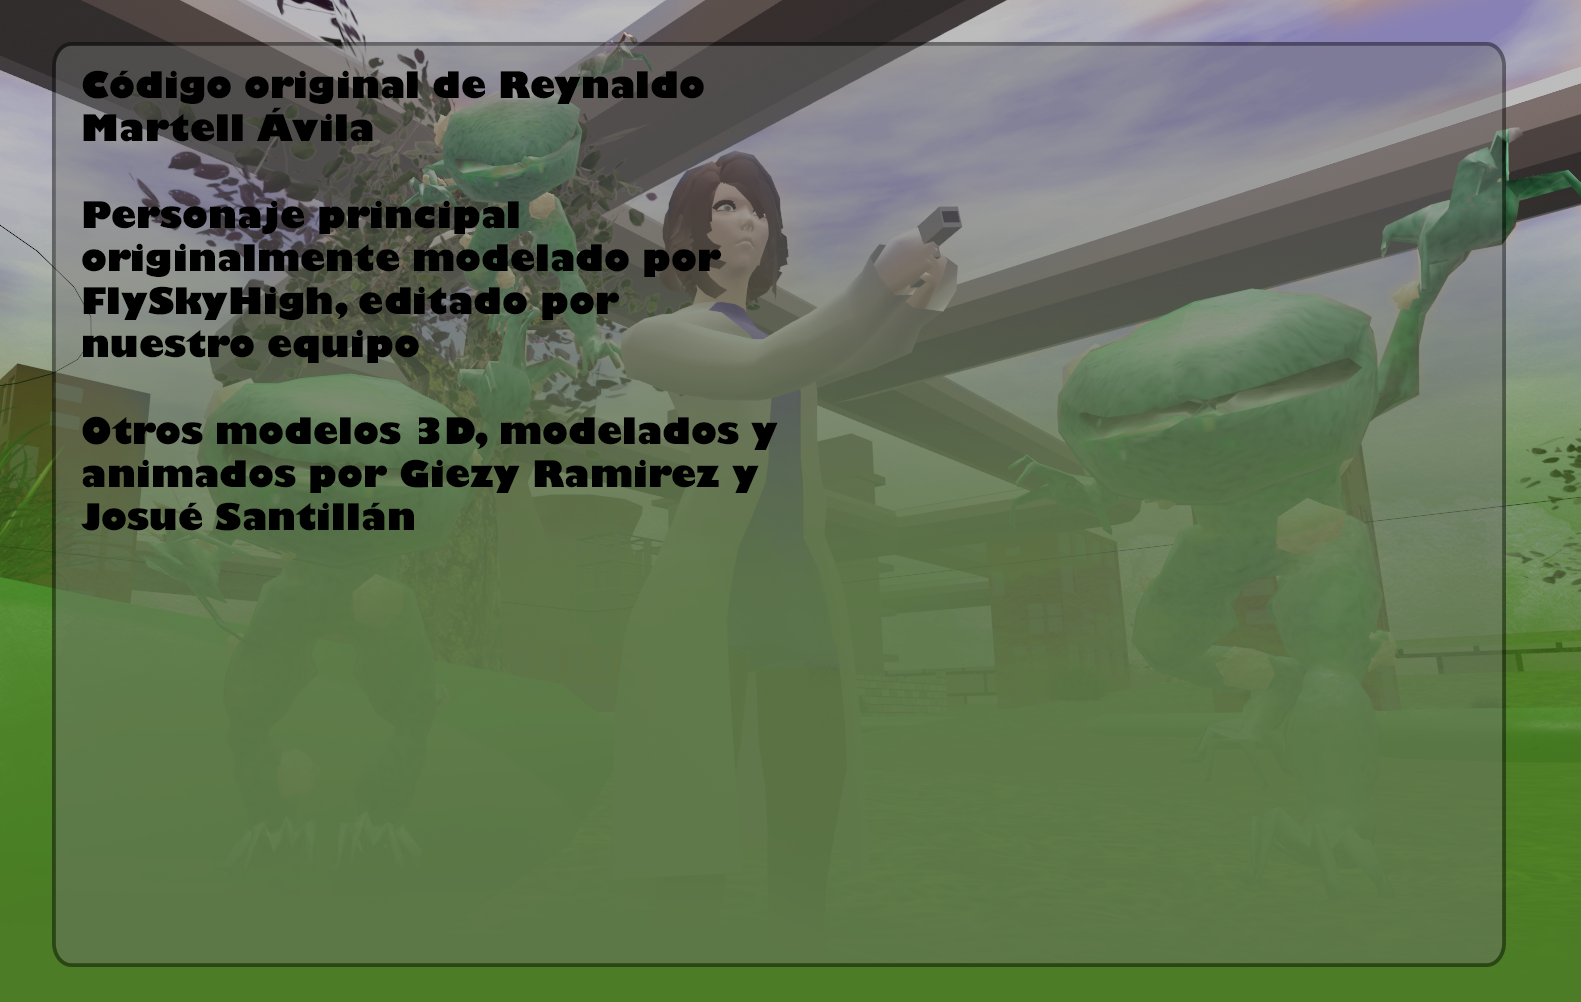 Código original de Reynaldo
Martell Ávila
Personaje principal
originalmente modelado por
FlySkyHigh, editado por
nuestro equipo
Otros modelos 3D, modelados y
animados por Giezy Ramirez y
Josué Santillán